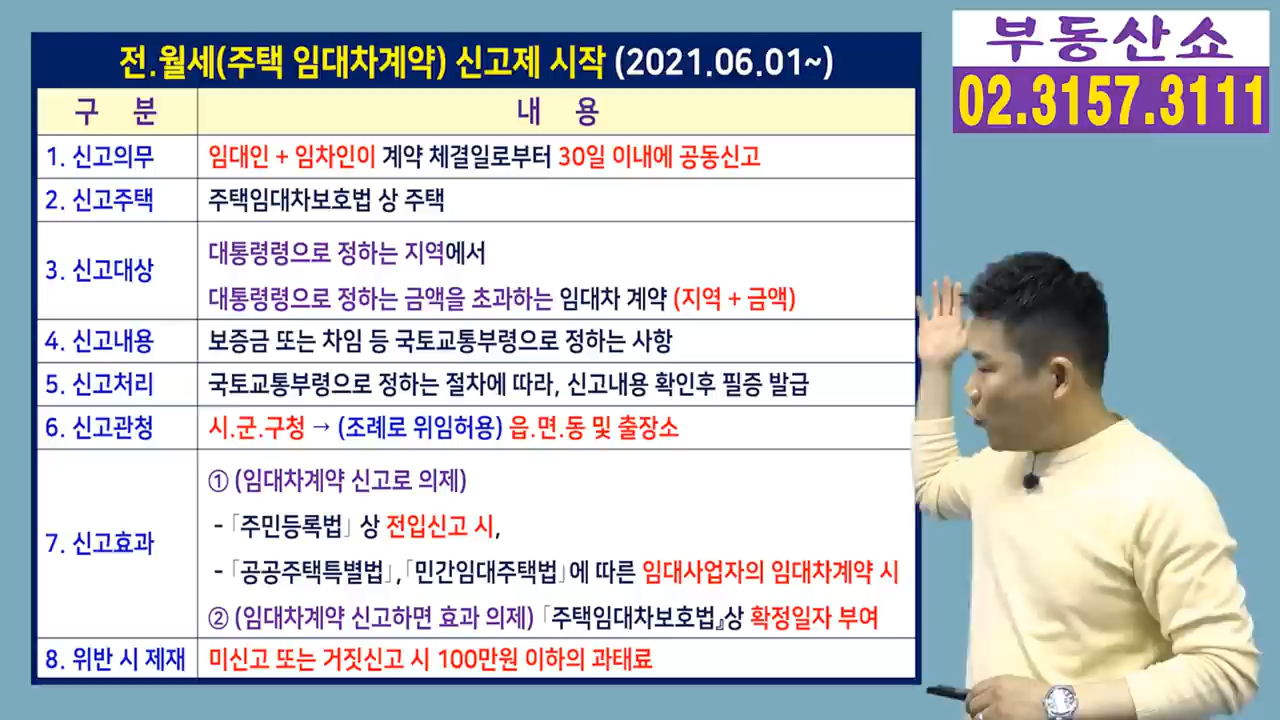 전.월세(주택 임대차계약) 신고제 시작 (2021.06.01~)
부동산쇼
02.3157.3111
구 분 내 용
1. 신고의무 임대인 + 임차인이 계약 체결일로부터 30일 이내에 공동신고
2. 신고주택 주택임대차보호법 상 주택
3. 신고대상 대통령령으로 정하는 지역에서
대통령령으로 정하는 금액을 초과하는 임대차 계약 (지역 + 금액)
4. 신고내용 보증금 또는 차임 등 국토교통부령으로 정하는 사항
5. 신고처리 국토교통부령으로 정하는 절차에 따라, 신고내용 확인후 필증 발급
6. 신고관청 시.군.구청 → (조례로 위임허용) 읍.면.동 및 출장소
7. 신고효과 ① (임대차계약 신고로 의제)
-「주민등록법」 상 전입신고 시,
-「공공주택특별법」,「민간임대주택법」에 따른 임대사업자의 임대차계약 시
② (임대차계약 신고하면 효과 의제)「주택임대차보호법』상 확정일자 부여
8. 위반 시 제재 미신고 또는 거짓신고 시 100만원 이하의 과태료